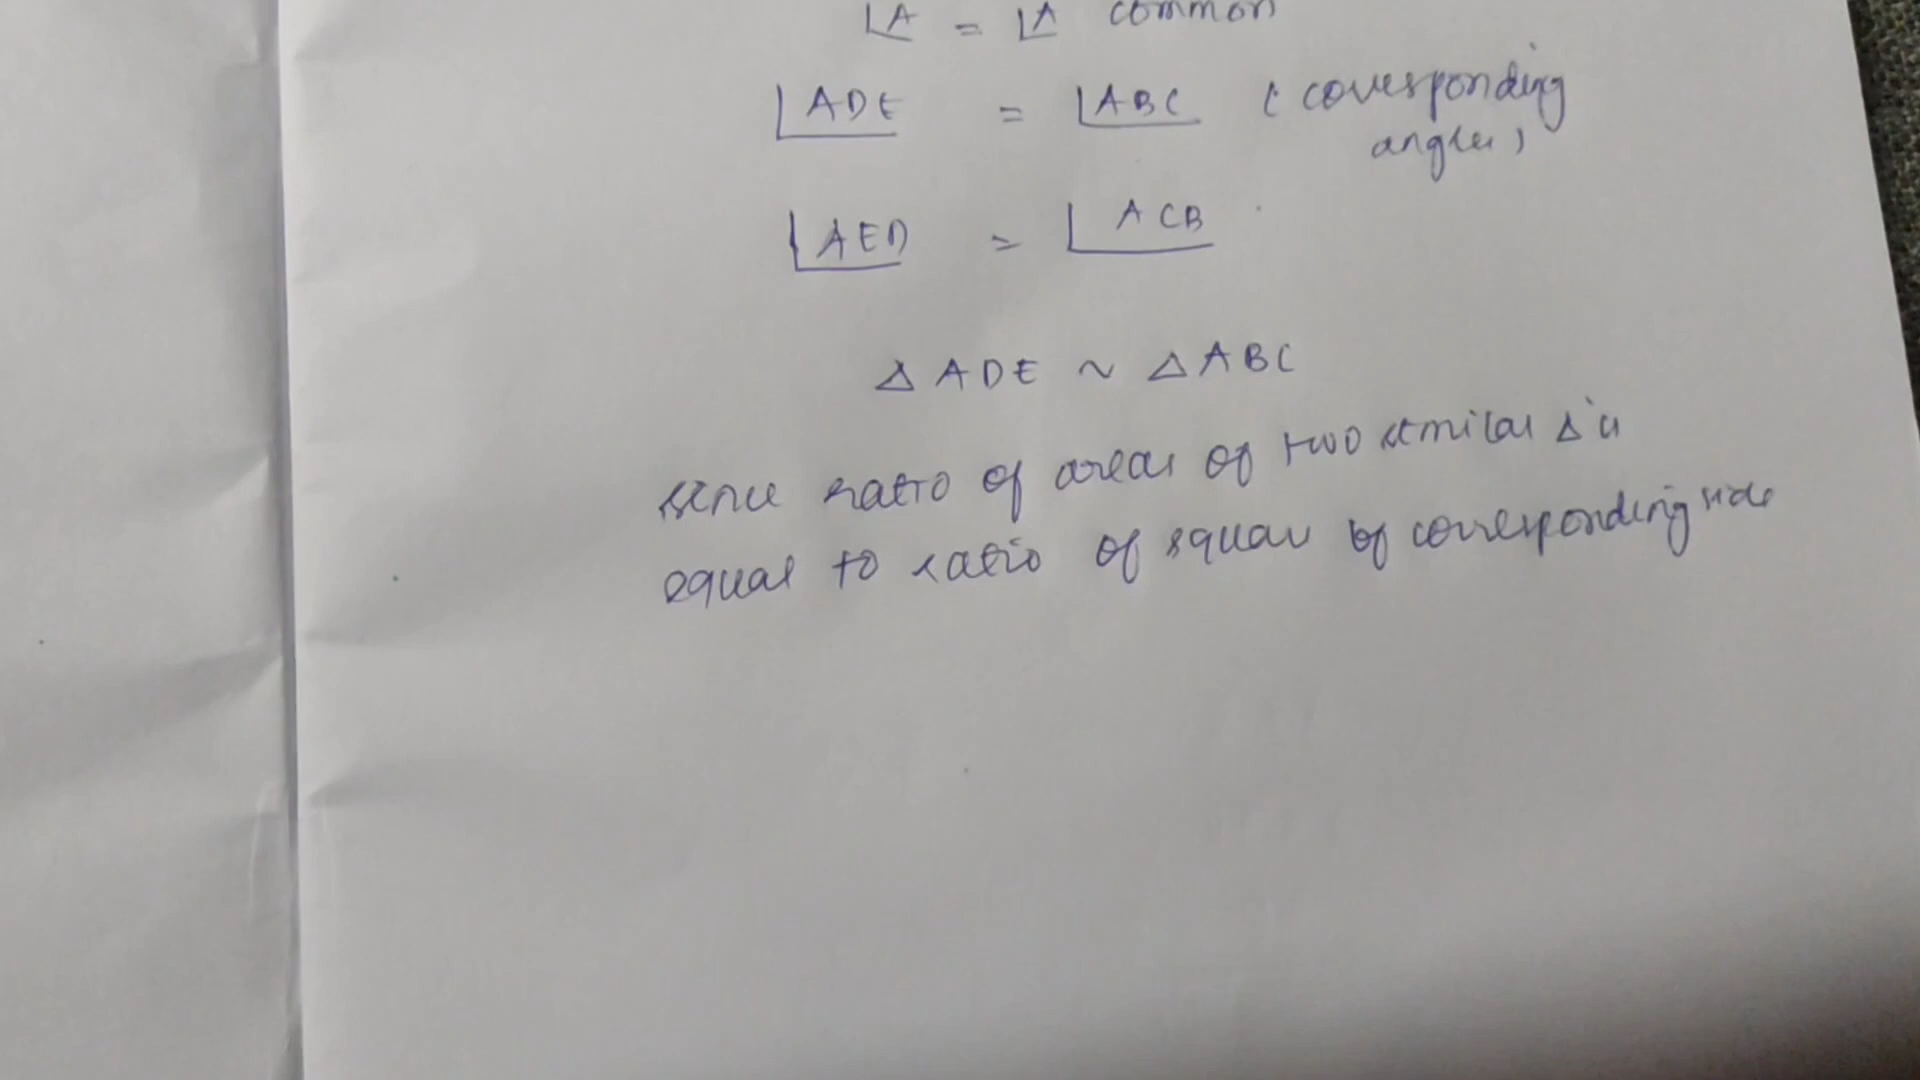 ∠A = ∠A common
∠ADE = ∠ABC (corresponding
angles)
∠AED = ∠ACB
Δ ADE ~ Δ ABC
since ratio of areas of two similar Δ's
equal to ratio of square of corresponding side